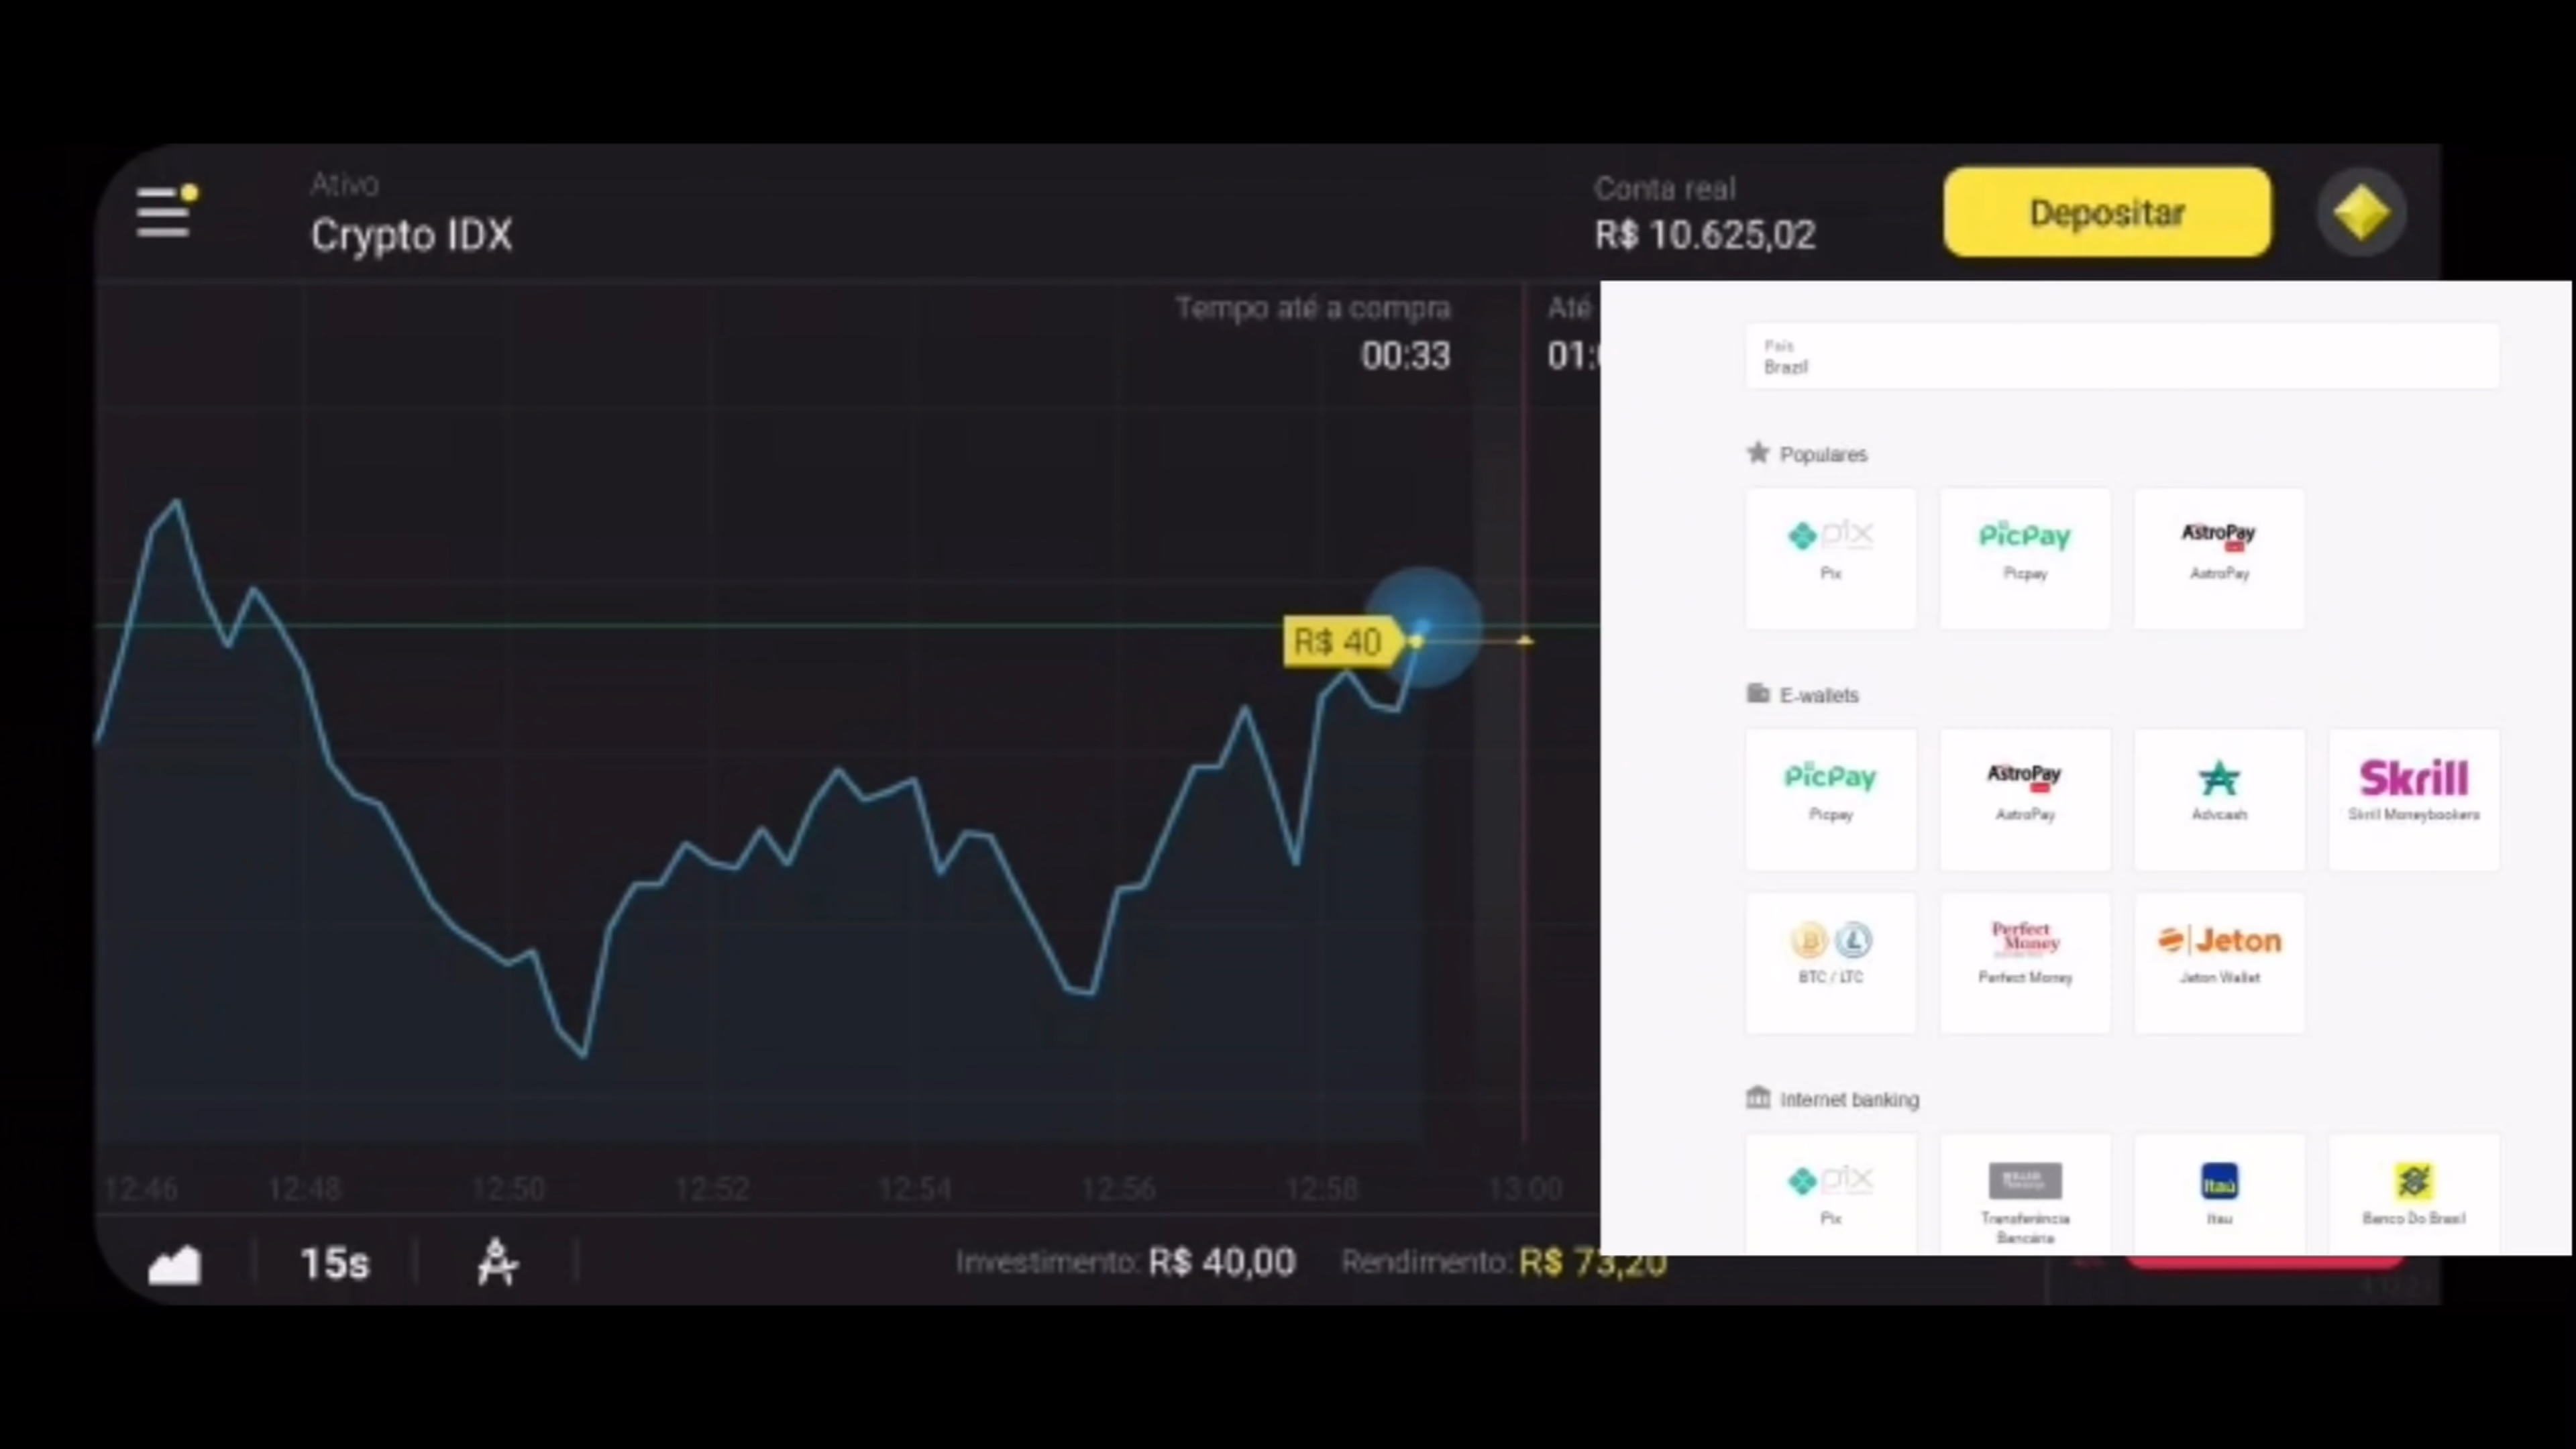 Ativo
Crypto IDX
Conta real
R$ 10.625,02
Depositar
Tempo até a compra
00:33
Até
01:
R$ 40
12:46 12:48 12:50 12:52 12:54 12:56 12:58 13:00
15s
Investimento: R$ 40,00 Rendimento: R$ 73,20
País
Brazil
Populares
pix PicPay AstroPay
Pix Picpay AstroPay
E-wallets
PicPay AstroPay Skrill
Picpay AstroPay Advcash Skrill Moneybookers
Perfect Money Jeton
BTC / LTC Perfect Money Jeton Wallet
Internet banking
pix Itaú
Pix Transferência Bancária Itau Banco Do Brasil